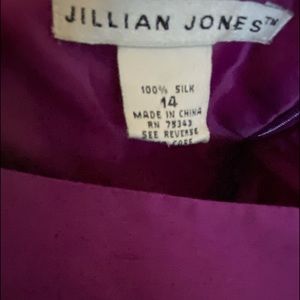 JILLIAN JONES™
100% SILK
14
MADE IN CHINA
RN 79343
SEE REVERSE